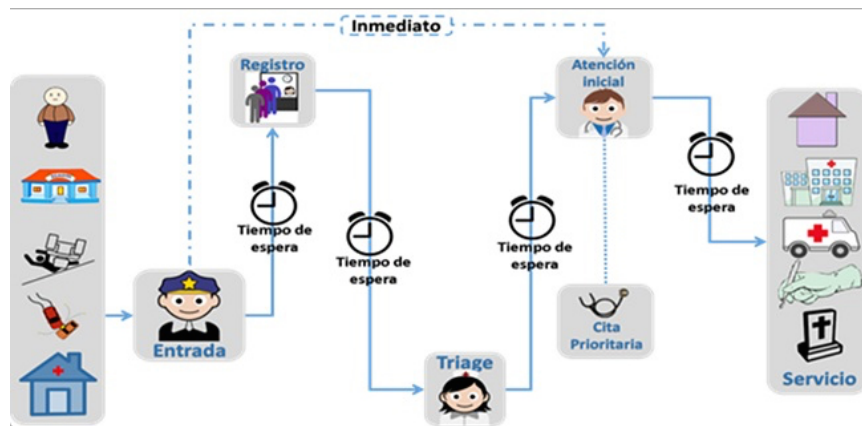 Inmediato
Registro
Atención
inicial
Tiempo de
espera
Tiempo de
espera
Tiempo de
espera
Tiempo de
espera
Entrada
Triage
Cita
Prioritaria
Servicio